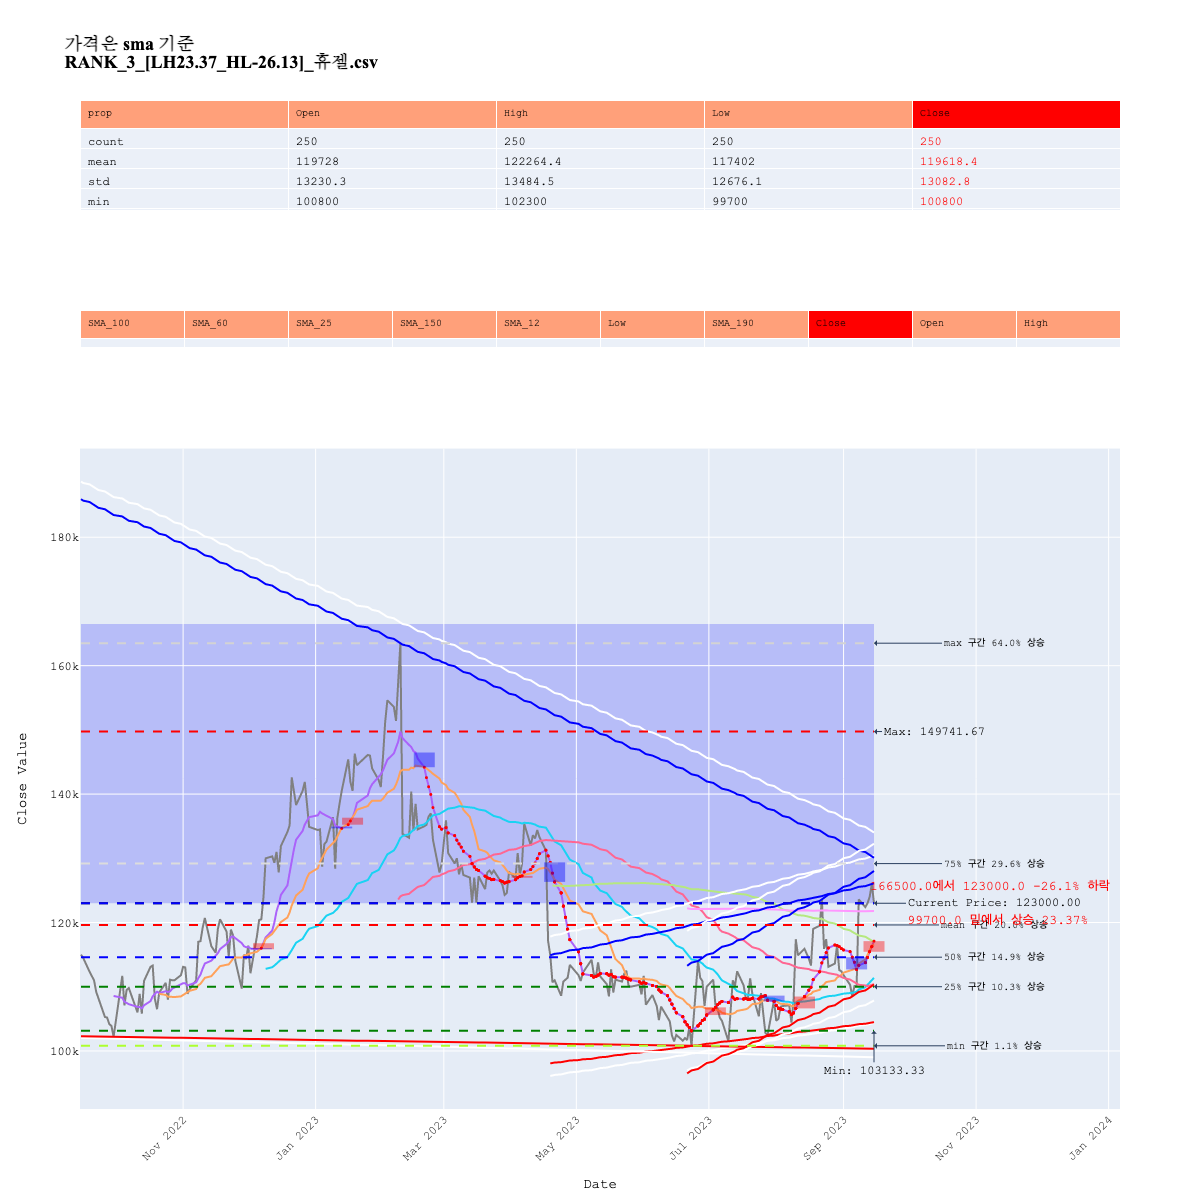 가격은 sma 기준
RANK_3_[LH23.37_HL-26.13]_휴젤.csv
prop Open High Low Close
count 250 250 250 250
mean 119728 122264.4 117402 119618.4
std 13230.3 13484.5 12676.1 13082.8
min 100800 102300 99700 100800
SMA_100 SMA_60 SMA_25 SMA_150 SMA_12 Low SMA_190 Close Open High
180k
160k
140k
120k
100k
Close Value
max 구간 64.0% 상승
Max: 149741.67
75% 구간 29.6% 상승
166500.0에서 123000.0 -26.1% 하락
Current Price: 123000.00
99700.0 밑에서 상승 23.37%
mean 구간 20.0% 상승
50% 구간 14.9% 상승
25% 구간 10.3% 상승
min 구간 1.1% 상승
Min: 103133.33
Nov 2022
Jan 2023
Mar 2023
May 2023
Jul 2023
Sep 2023
Nov 2023
Jan 2024
Date